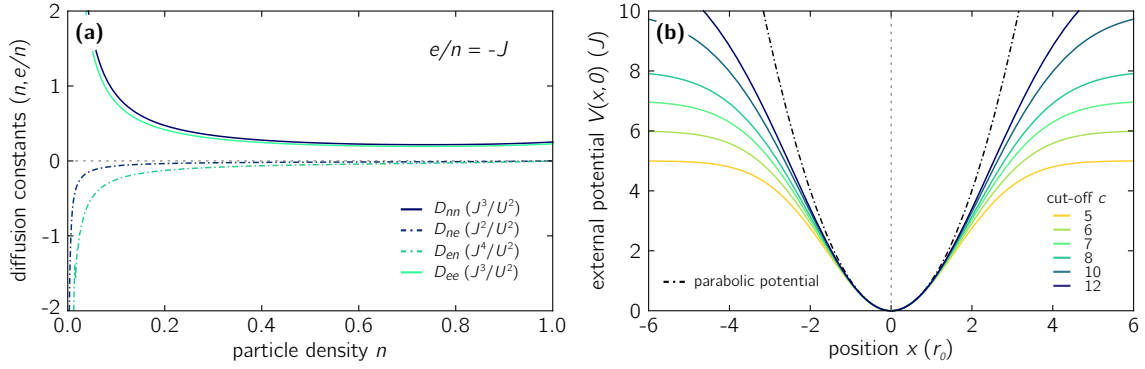 (a)
e/n = -J
diffusion constants (n, e/n)
2
1
0
-1
-2
D_nn (J^3/U^2)
D_ne (J^2/U^2)
D_en (J^4/U^2)
D_ee (J^3/U^2)
0.0 0.2 0.4 0.6 0.8 1.0
particle density n
(b)
external potential V(x,0) (J)
10
8
6
4
2
0
cut-off c
5
6
7
8
10
12
parabolic potential
-6 -4 -2 0 2 4 6
position x (r_0)